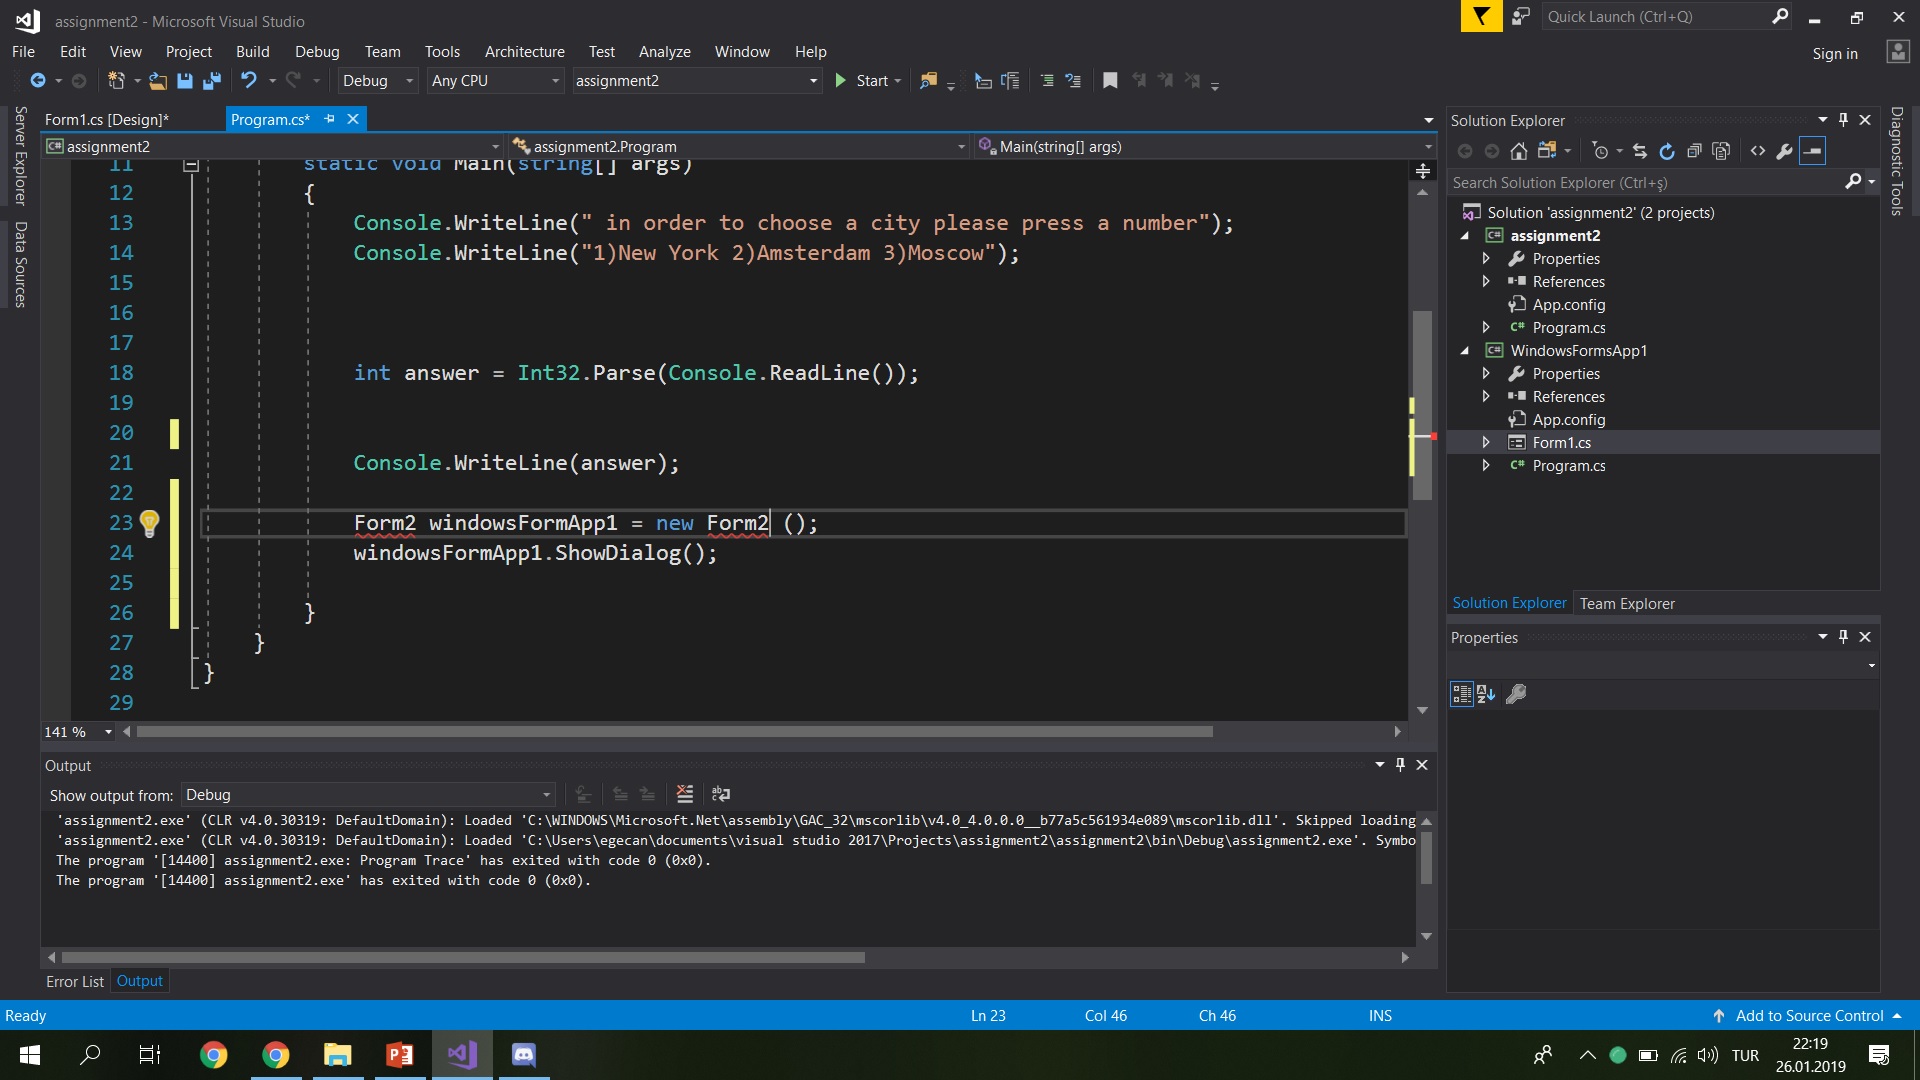 assignment2 - Microsoft Visual Studio
Quick Launch (Ctrl+Q)
File Edit View Project Build Debug Team Tools Architecture Test Analyze Window Help
Sign in
Debug Any CPU assignment2 Start
Server Explorer
Data Sources
Form1.cs [Design]* Program.cs*
assignment2 assignment2.Program Main(string[] args)
11 static void Main(string[] args)
12 {
13 Console.WriteLine(" in order to choose a city please press a number");
14 Console.WriteLine("1)New York 2)Amsterdam 3)Moscow");
15
16
17
18 int answer = Int32.Parse(Console.ReadLine());
19
20
21 Console.WriteLine(answer);
22
23 Form2 windowsFormApp1 = new Form2 ();
24 windowsFormApp1.ShowDialog();
25
26 }
27 }
28 }
29
141 %
Output
Show output from: Debug
'assignment2.exe' (CLR v4.0.30319: DefaultDomain): Loaded 'C:\WINDOWS\Microsoft.Net\assembly\GAC_32\mscorlib\v4.0_4.0.0.0__b77a5c561934e089\mscorlib.dll'. Skipped loading
'assignment2.exe' (CLR v4.0.30319: DefaultDomain): Loaded 'C:\Users\egecan\documents\visual studio 2017\Projects\assignment2\assignment2\bin\Debug\assignment2.exe'. Symbo
The program '[14400] assignment2.exe: Program Trace' has exited with code 0 (0x0).
The program '[14400] assignment2.exe' has exited with code 0 (0x0).
Error List Output
Solution Explorer
Search Solution Explorer (Ctrl+ş)
Solution 'assignment2' (2 projects)
C# assignment2
Properties
References
App.config
C# Program.cs
C# WindowsFormsApp1
Properties
References
App.config
Form1.cs
C# Program.cs
Solution Explorer Team Explorer
Properties
Diagnostic Tools
Ready Ln 23 Col 46 Ch 46 INS Add to Source Control
TUR
22:19
26.01.2019